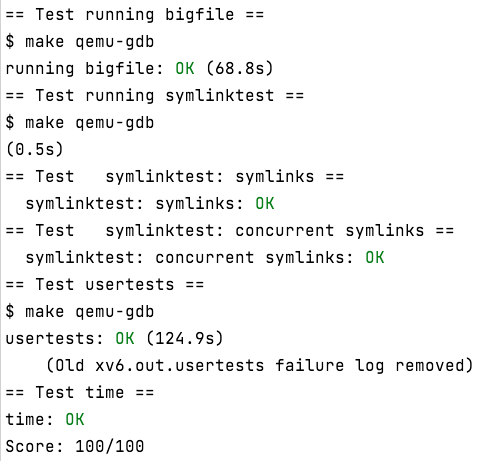 == Test running bigfile ==
$ make qemu-gdb
running bigfile: OK (68.8s)
== Test running symlinktest ==
$ make qemu-gdb
(0.5s)
== Test   symlinktest: symlinks ==
  symlinktest: symlinks: OK
== Test   symlinktest: concurrent symlinks ==
  symlinktest: concurrent symlinks: OK
== Test usertests ==
$ make qemu-gdb
usertests: OK (124.9s)
    (Old xv6.out.usertests failure log removed)
== Test time ==
time: OK
Score: 100/100